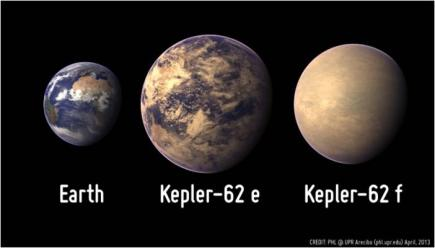 Earth Kepler-62 e Kepler-62 f
CREDIT: PHL @ UPR Arecibo (phl.upr.edu) April, 2013